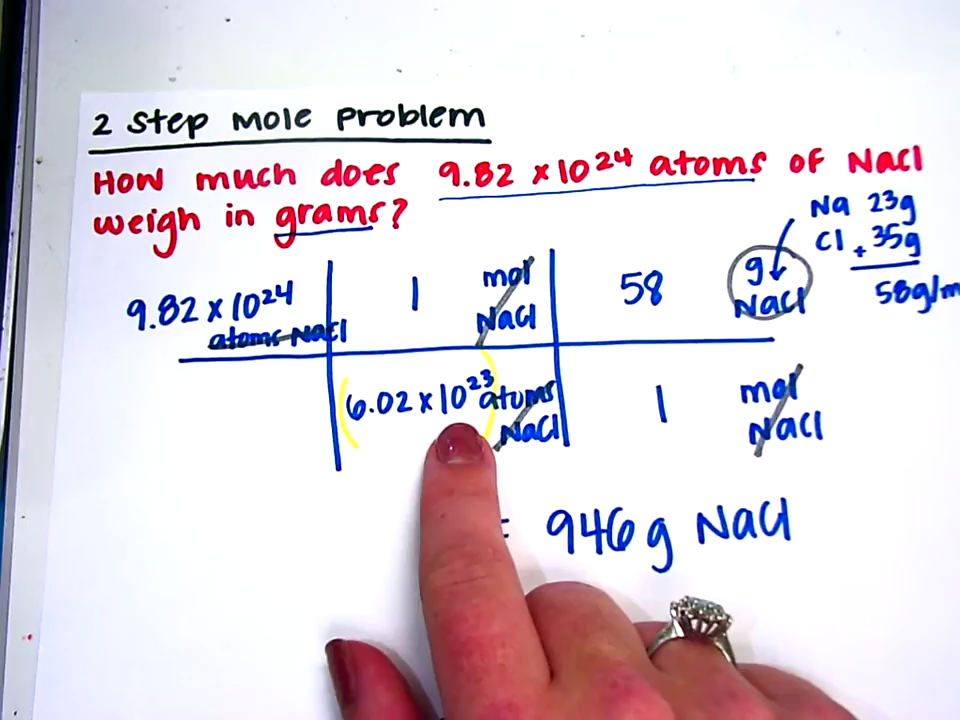 2 Step Mole Problem
How much does 9.82 x 10^24 atoms of NaCl
weigh in grams?
Na 23g
Cl + 35g
58g/m
9.82 x 10^24
atoms NaCl
1 mol
NaCl
58 g
NaCl
6.02 x 10^23 atoms
NaCl
1 mol
NaCl
= 946 g NaCl